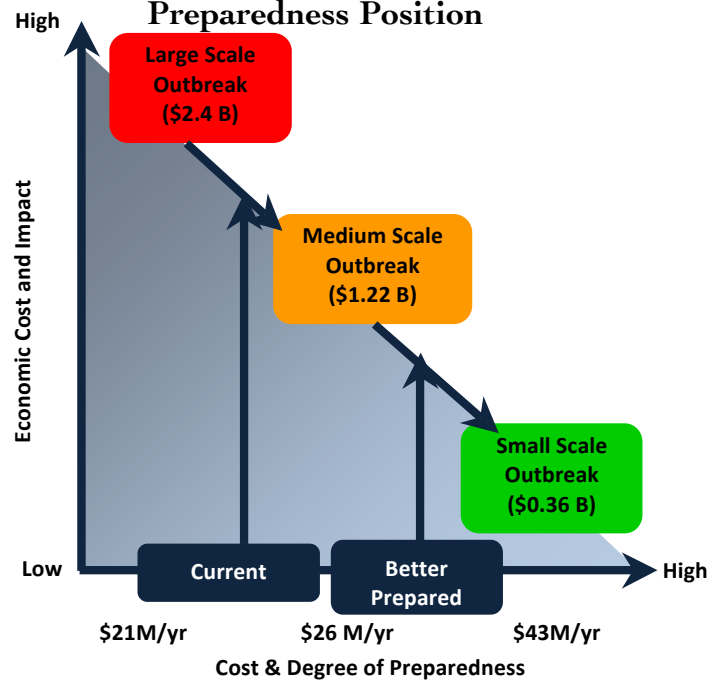 Preparedness Position
High
Large Scale
Outbreak
($2.4 B)
Economic Cost and Impact
Medium Scale
Outbreak
($1.22 B)
Small Scale
Outbreak
($0.36 B)
Low
Current
Better
Prepared
High
$21M/yr
$26 M/yr
$43M/yr
Cost & Degree of Preparedness